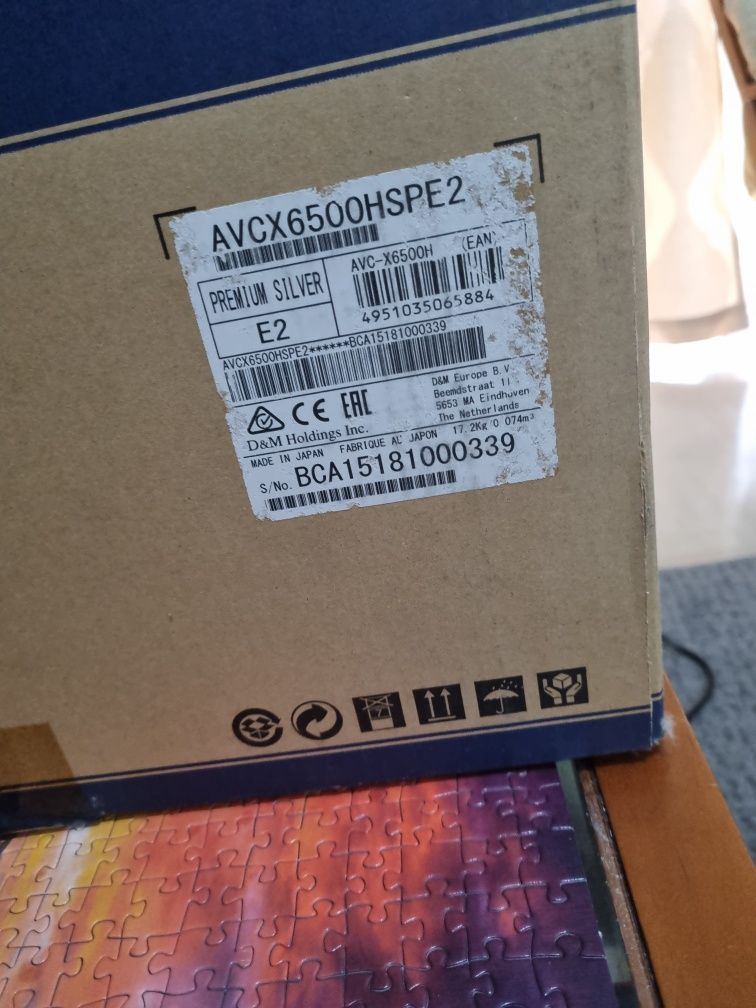 AVCX6500HSPE2
PREMIUM SILVER
E2
AVC-X6500H (EAN)
4951035065884
AVCX6500HSPE2******BCA15181000339
CE EAC
D&M Holdings Inc.
D&M Europe B.V
Beemdstraat 11
5653 MA Eindhoven
The Netherlands
MADE IN JAPAN FABRIQUE AU JAPON 17.2Kg 0 074m³
S/No. BCA15181000339